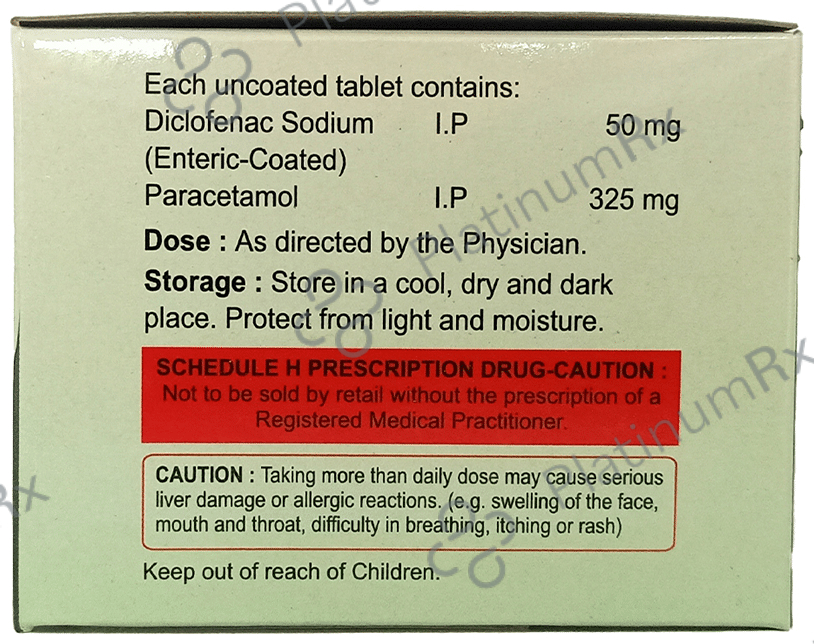 Each uncoated tablet contains:
Diclofenac Sodium I.P 50 mg
(Enteric-Coated)
Paracetamol I.P 325 mg
Dose : As directed by the Physician.
Storage : Store in a cool, dry and dark
place. Protect from light and moisture.
SCHEDULE H PRESCRIPTION DRUG-CAUTION :
Not to be sold by retail without the prescription of a
Registered Medical Practitioner.
CAUTION : Taking more than daily dose may cause serious
liver damage or allergic reactions. (e.g. swelling of the face,
mouth and throat, difficulty in breathing, itching or rash)
Keep out of reach of Children.
PlatinumRx
PlatinumRx
PlatinumRx
Rx